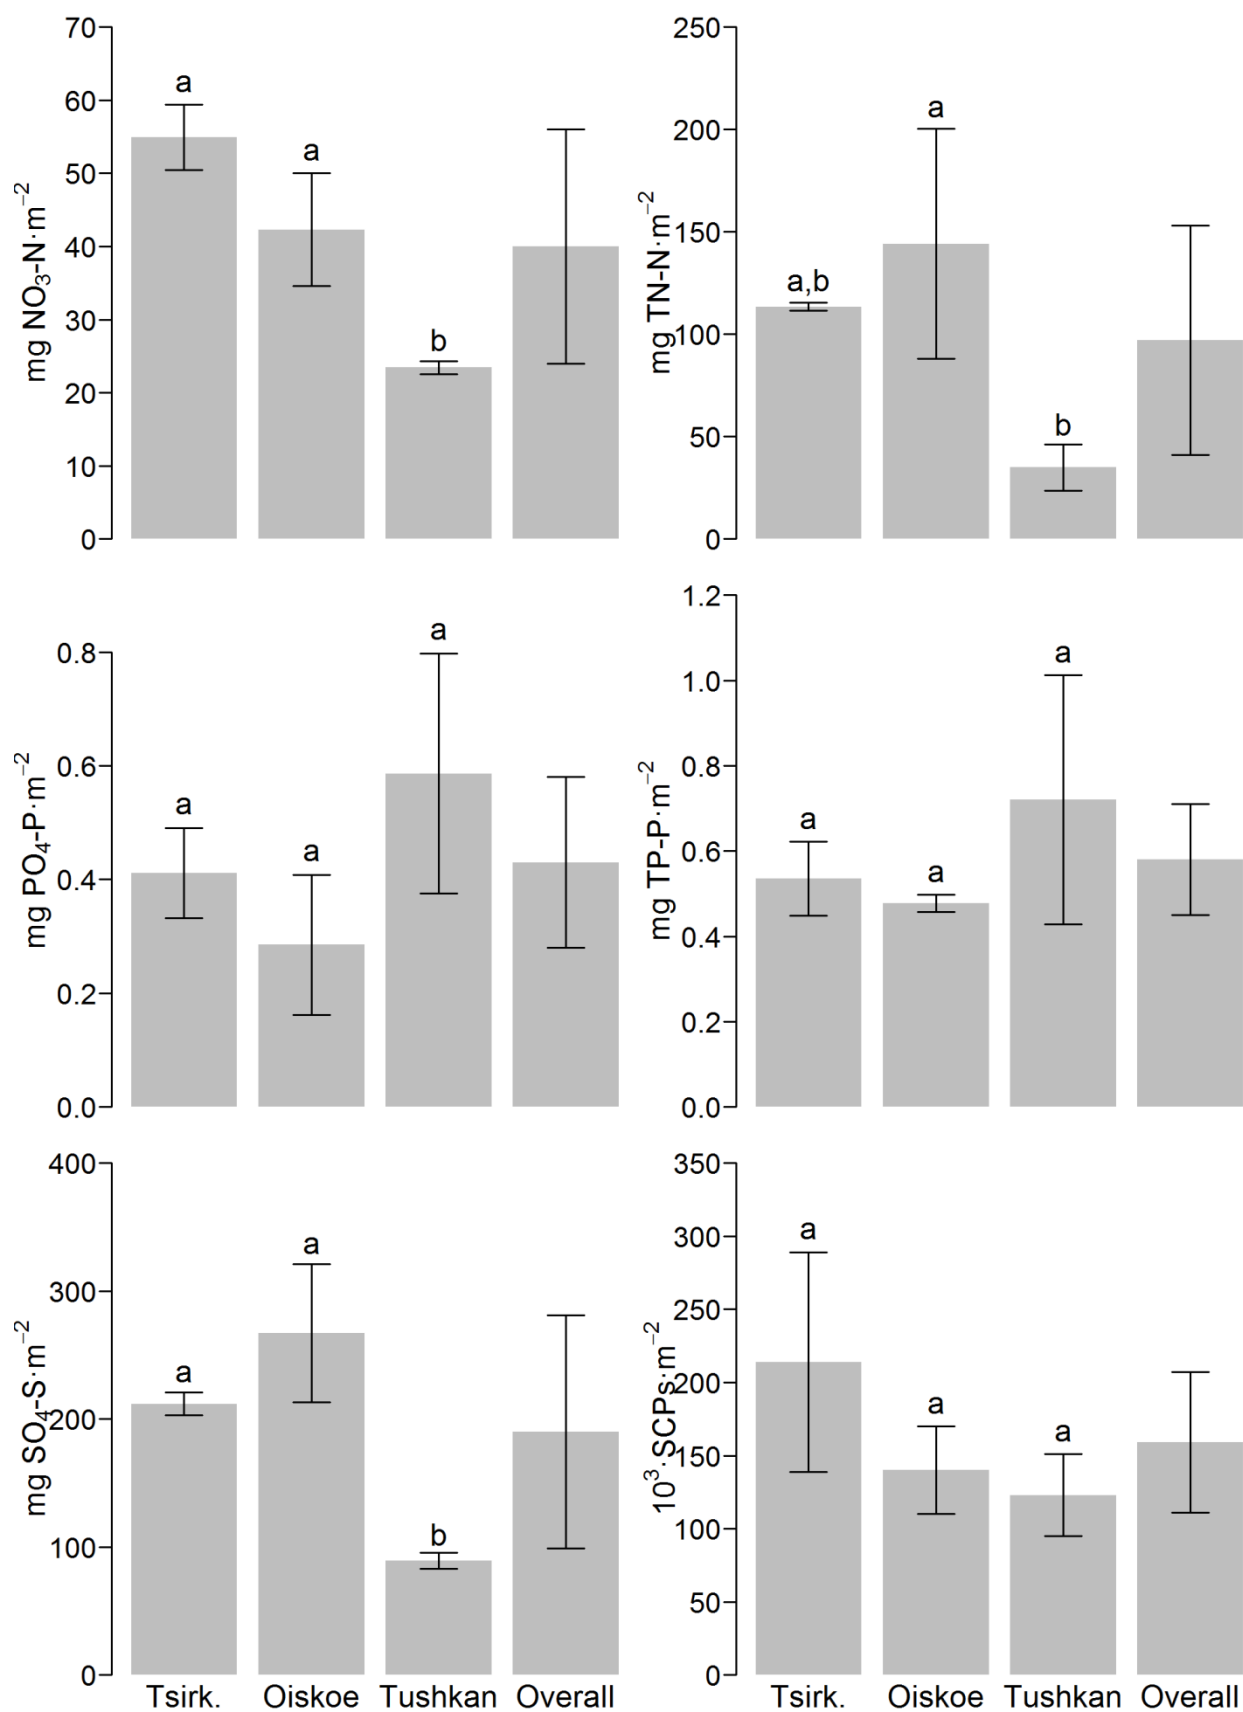 mg NO₃-N·m⁻²
70
60
50
40
30
20
10
0
a
a
b
mg TN-N·m⁻²
250
200
150
100
50
0
a,b
a
b
mg PO₄-P·m⁻²
0.8
0.6
0.4
0.2
0.0
a
a
a
mg TP-P·m⁻²
1.2
1.0
0.8
0.6
0.4
0.2
0.0
a
a
a
mg SO₄-S·m⁻²
400
300
200
100
0
a
a
b
Tsirk. Oiskoe Tushkan Overall
10³·SCPs·m⁻²
350
300
250
200
150
100
50
0
a
a
a
Tsirk. Oiskoe Tushkan Overall